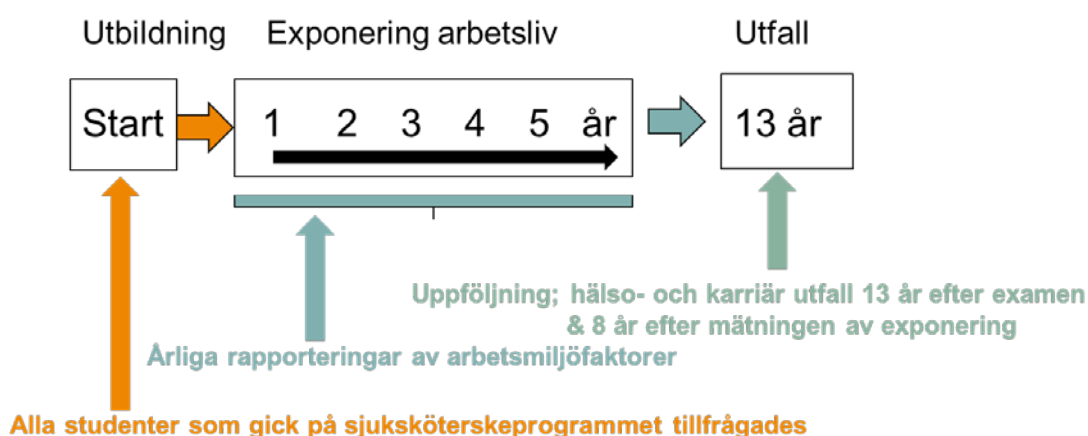 Utbildning Exponering arbetsliv Utfall
Start 1 2 3 4 5 år 13 år
Uppföljning; hälso- och karriär utfall 13 år efter examen
& 8 år efter mätningen av exponering
Årliga rapporteringar av arbetsmiljöfaktorer
Alla studenter som gick på sjuksköterskeprogrammet tillfrågades